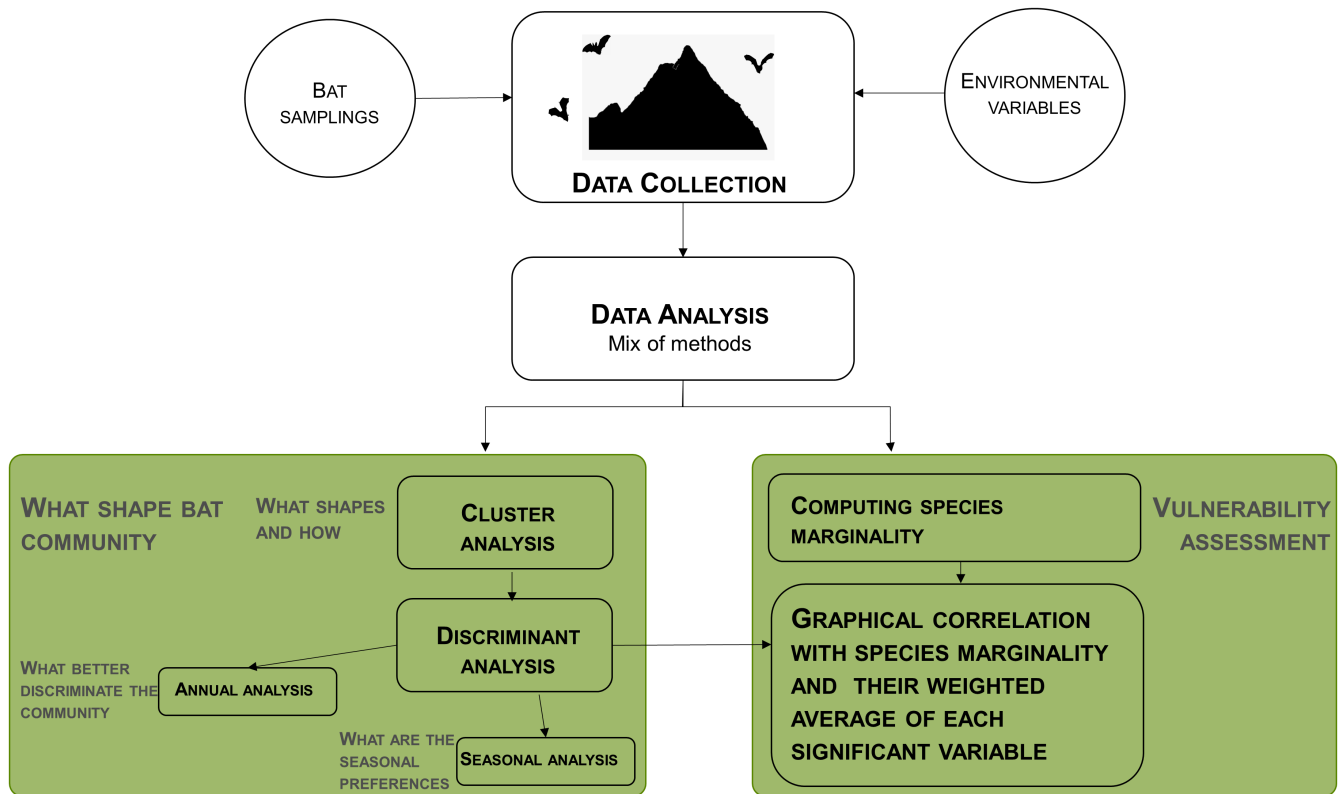 Bat
samplings
Environmental
variables
Data Collection
Data Analysis
Mix of methods
What shape bat
community
What shapes
and how
Cluster
analysis
Discriminant
analysis
What better
discriminate the
community
Annual analysis
What are the
seasonal
preferences
Seasonal analysis
Computing species
marginality
Vulnerability
assessment
Graphical correlation
with species marginality
and their weighted
average of each
significant variable